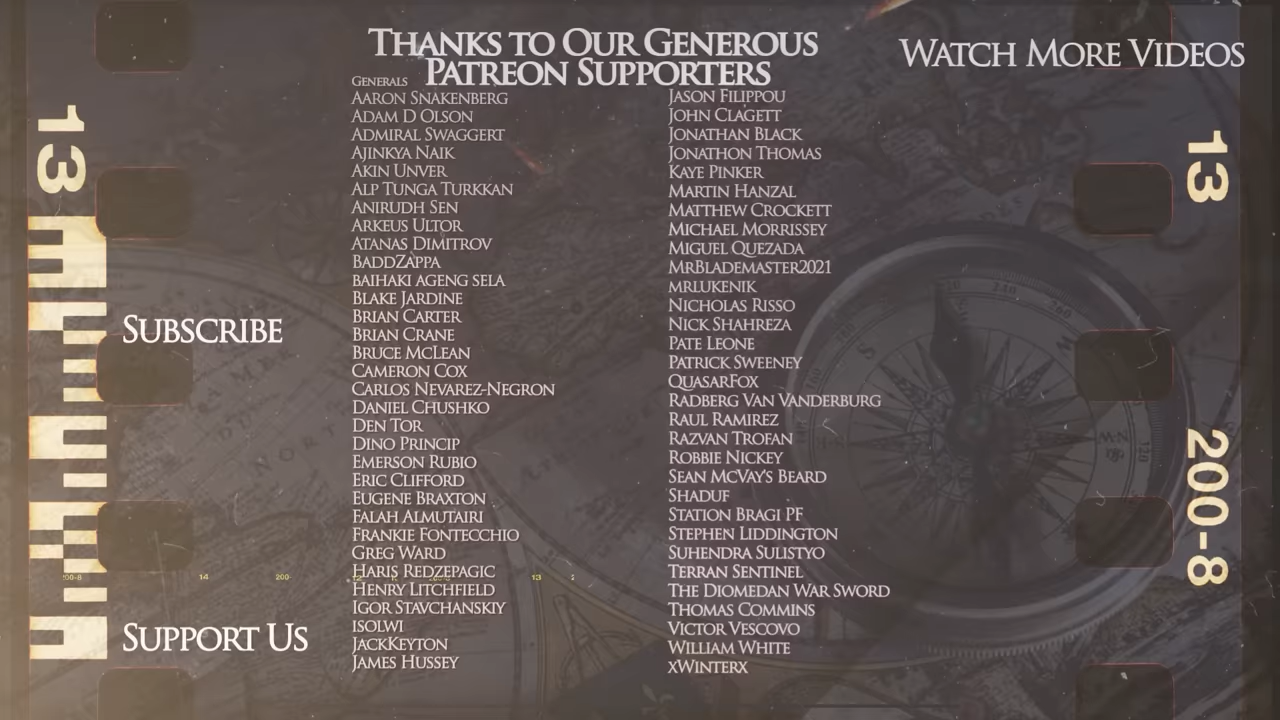 Thanks to Our Generous
Patreon Supporters
Watch More Videos
Generals
Aaron Snakenberg
Adam D Olson
Admiral Swaggert
Ajinkya Naik
Akin Unver
Alp Tunga Turkkan
Anirudh Sen
Arkeus Ultor
Atanas Dimitrov
BaddZappa
baihaki ageng sela
Blake Jardine
Brian Carter
Brian Crane
Bruce McLean
Cameron Cox
Carlos Nevarez-Negron
Daniel Chushko
Den Tor
Dino Princip
Emerson Rubio
Eric Clifford
Eugene Braxton
Falah Almutairi
Frankie Fontecchio
Greg Ward
Haris Redzepagic
Henry Litchfield
Igor Stavchanskiy
isolwi
JackKeyton
James Hussey
Jason Filippou
John Clagett
Jonathan Black
Jonathon Thomas
Kaye Pinker
Martin Hanzal
Matthew Crockett
Michael Morrissey
Miguel Quezada
MrBlademaster2021
mrlukenik
Nicholas Risso
Nick Shahreza
Pate Leone
Patrick Sweeney
QuasarFox
Radberg Van Vanderburg
Raul Ramirez
Razvan Trofan
Robbie Nickey
Sean McVay's Beard
Shaduf
Station Bragi PF
Stephen Liddington
Suhendra Sulistyo
Terran Sentinel
The Diomedan War Sword
Thomas Commins
Victor Vescovo
William White
xWinterx
Subscribe
Support Us
13
13
200-8
14
200-
13